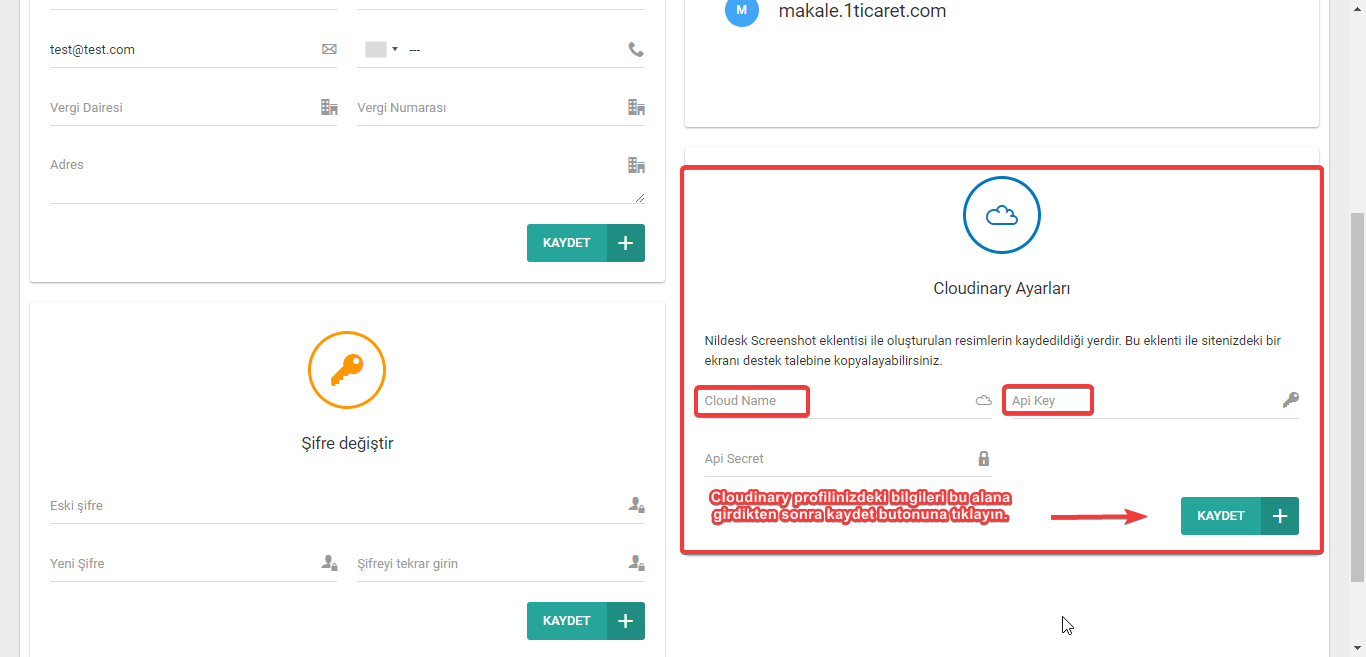 test@test.com
---
Vergi Dairesi
Vergi Numarası
Adres
KAYDET
Şifre değiştir
Eski şifre
Yeni Şifre
Şifreyi tekrar girin
KAYDET
M
makale.1ticaret.com
Cloudinary Ayarları
Nildesk Screenshot eklentisi ile oluşturulan resimlerin kaydedildiği yerdir. Bu eklenti ile sitenizdeki bir
ekranı destek talebine kopyalayabilirsiniz.
Cloud Name
Api Key
Api Secret
Cloudinary profilinizdeki bilgileri bu alana
girdikten sonra kaydet butonuna tıklayın.
KAYDET